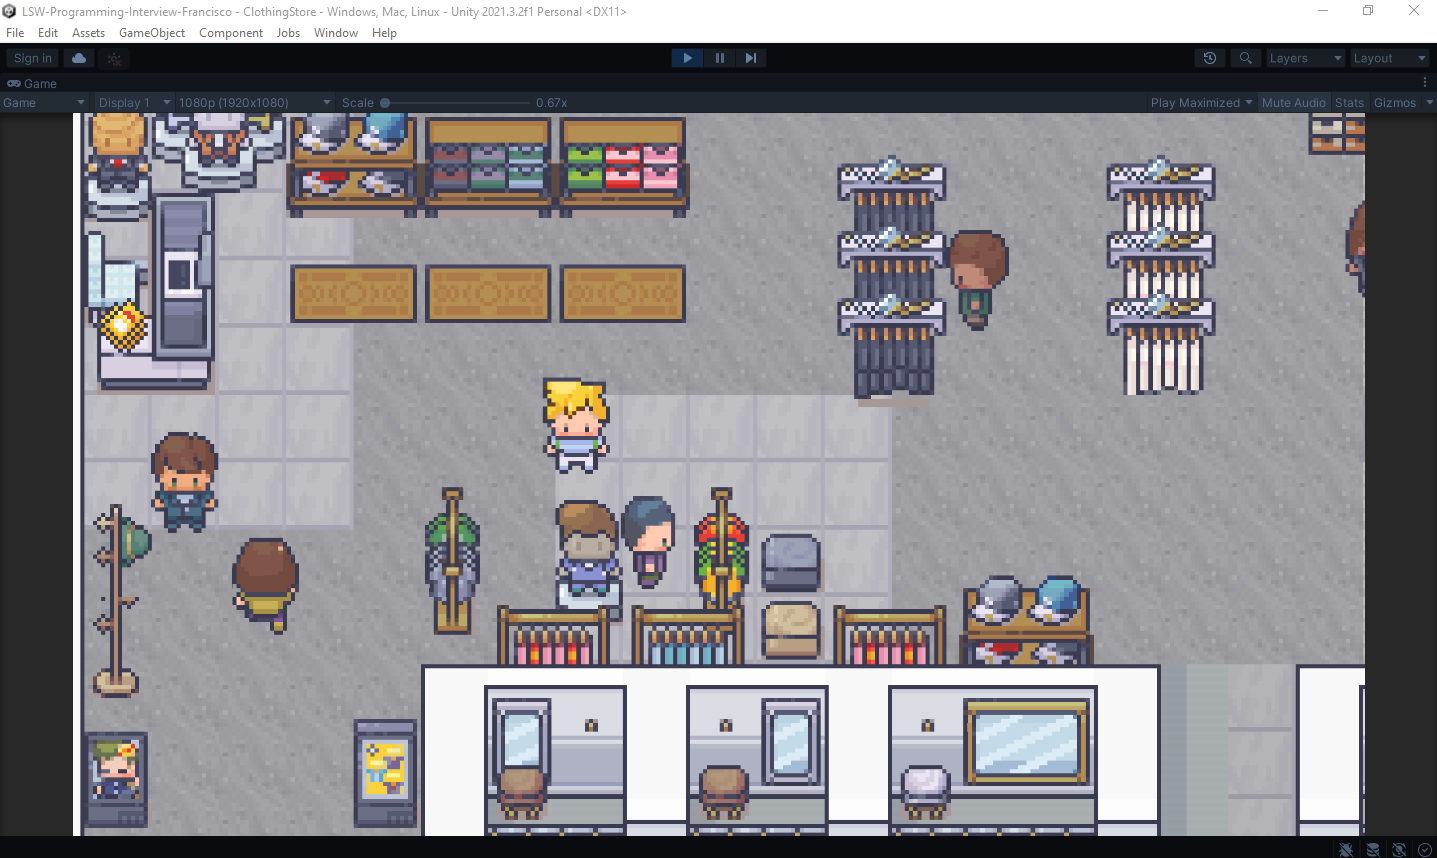 LSW-Programming-Interview-Francisco - ClothingStore - Windows, Mac, Linux - Unity 2021.3.2f1 Personal <DX11>
File Edit Assets GameObject Component Jobs Window Help
Sign in Layers Layout
Game
Game Display 1 1080p (1920x1080) Scale 0.67x Play Maximized Mute Audio Stats Gizmos